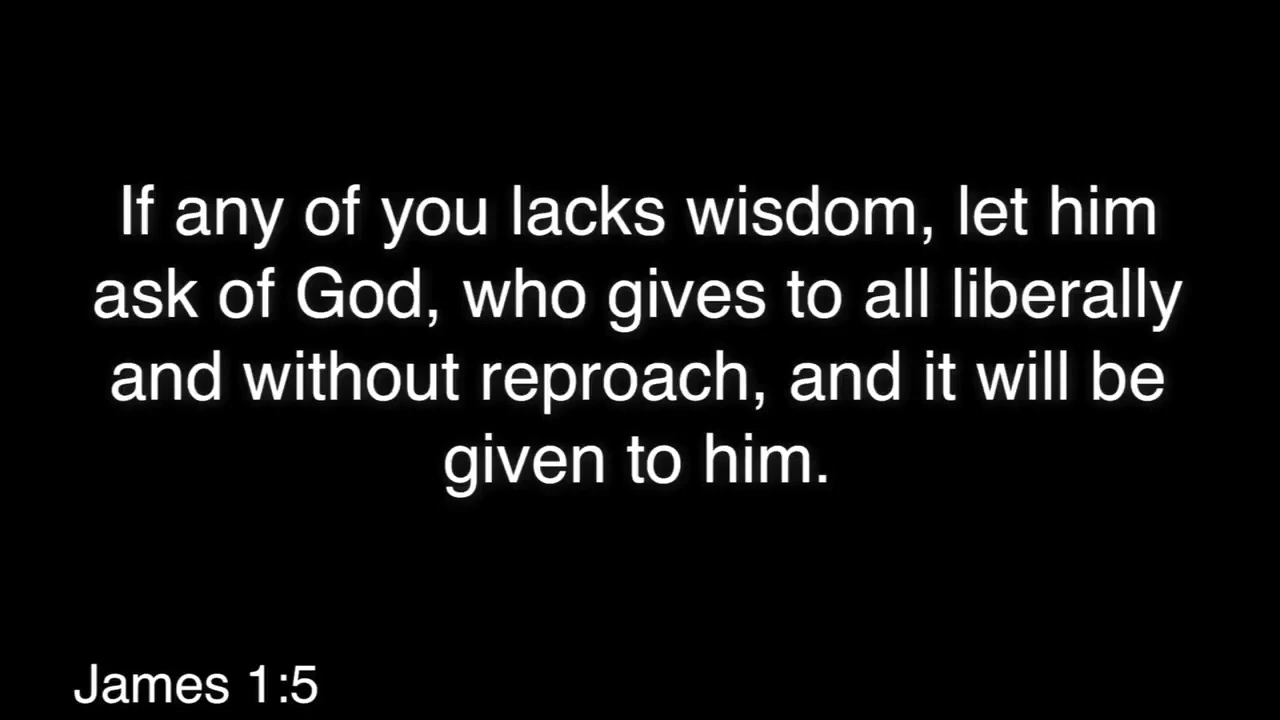 If any of you lacks wisdom, let him
ask of God, who gives to all liberally
and without reproach, and it will be
given to him.
James 1:5